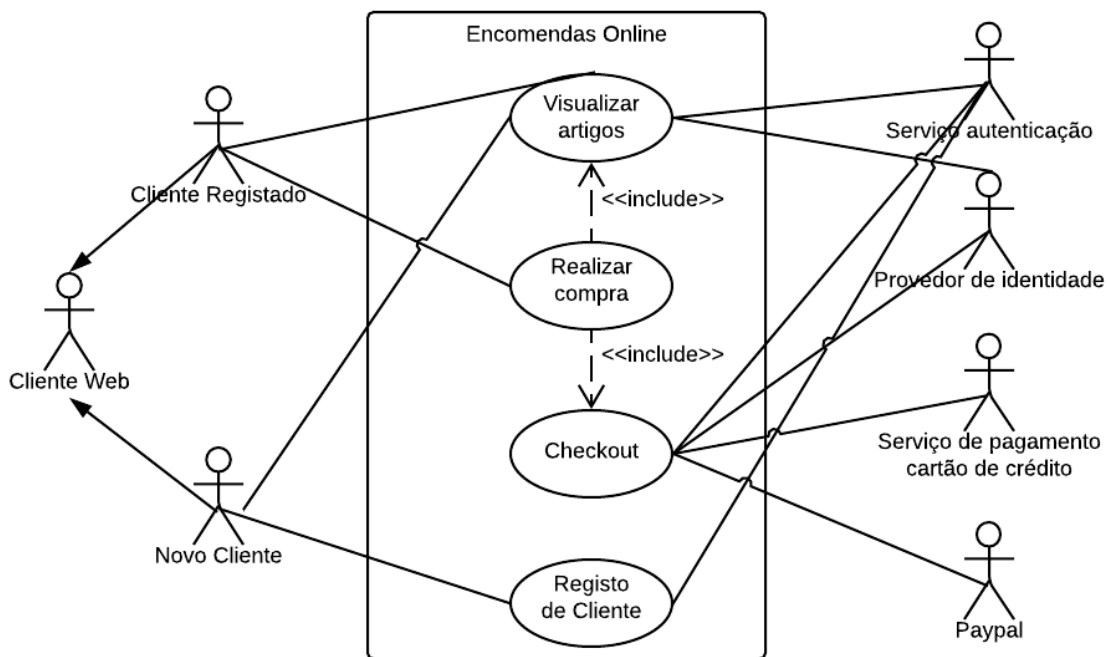 Encomendas Online
Visualizar
artigos
Serviço autenticação
Cliente Registado
<<include>>
Realizar
compra
Provedor de identidade
Cliente Web
<<include>>
Checkout
Serviço de pagamento
cartão de crédito
Novo Cliente
Registo
de Cliente
Paypal